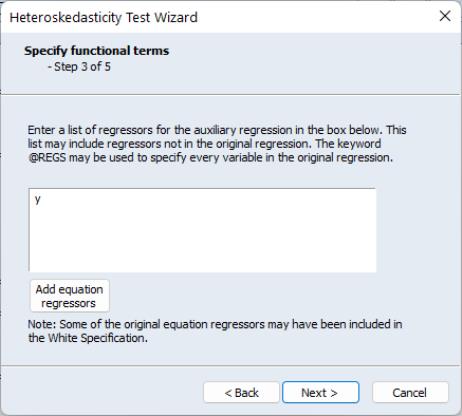 Heteroskedasticity Test Wizard
Specify functional terms
- Step 3 of 5
Enter a list of regressors for the auxiliary regression in the box below. This
list may include regressors not in the original regression. The keyword
@REGS may be used to specify every variable in the original regression.
y
Add equation
regressors
Note: Some of the original equation regressors may have been included in
the White Specification.
< Back
Next >
Cancel